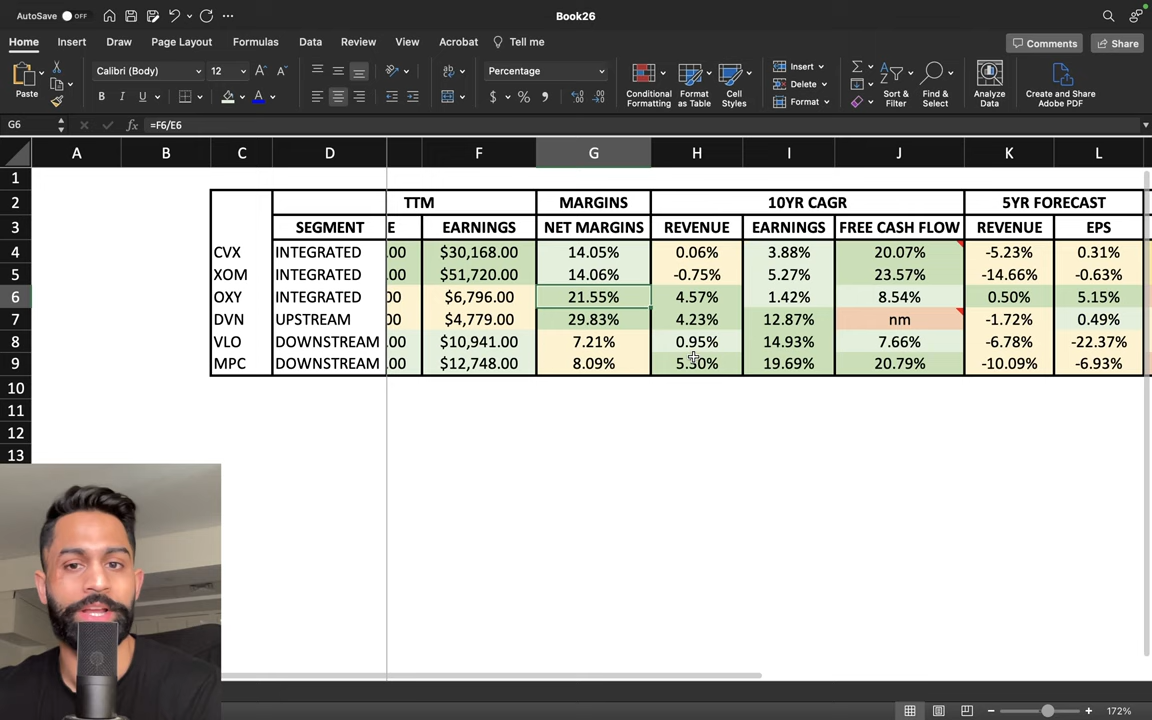 AutoSave OFF
Book26
Home Insert Draw Page Layout Formulas Data Review View Acrobat Tell me
Comments Share
Paste
Calibri (Body) 12
Percentage
Conditional Formatting
Format as Table
Cell Styles
Insert
Delete
Format
Sort & Filter
Find & Select
Analyze Data
Create and Share Adobe PDF
G6 fx =F6/E6
A B C D F G H I J K L
1
2 TTM MARGINS 10YR CAGR 5YR FORECAST
3 SEGMENT E EARNINGS NET MARGINS REVENUE EARNINGS FREE CASH FLOW REVENUE EPS
4 CVX INTEGRATED .00 $30,168.00 14.05% 0.06% 3.88% 20.07% -5.23% 0.31%
5 XOM INTEGRATED .00 $51,720.00 14.06% -0.75% 5.27% 23.57% -14.66% -0.63%
6 OXY INTEGRATED 00 $6,796.00 21.55% 4.57% 1.42% 8.54% 0.50% 5.15%
7 DVN UPSTREAM 00 $4,779.00 29.83% 4.23% 12.87% nm -1.72% 0.49%
8 VLO DOWNSTREAM .00 $10,941.00 7.21% 0.95% 14.93% 7.66% -6.78% -22.37%
9 MPC DOWNSTREAM .00 $12,748.00 8.09% 5.30% 19.69% 20.79% -10.09% -6.93%
10
11
12
13
172%